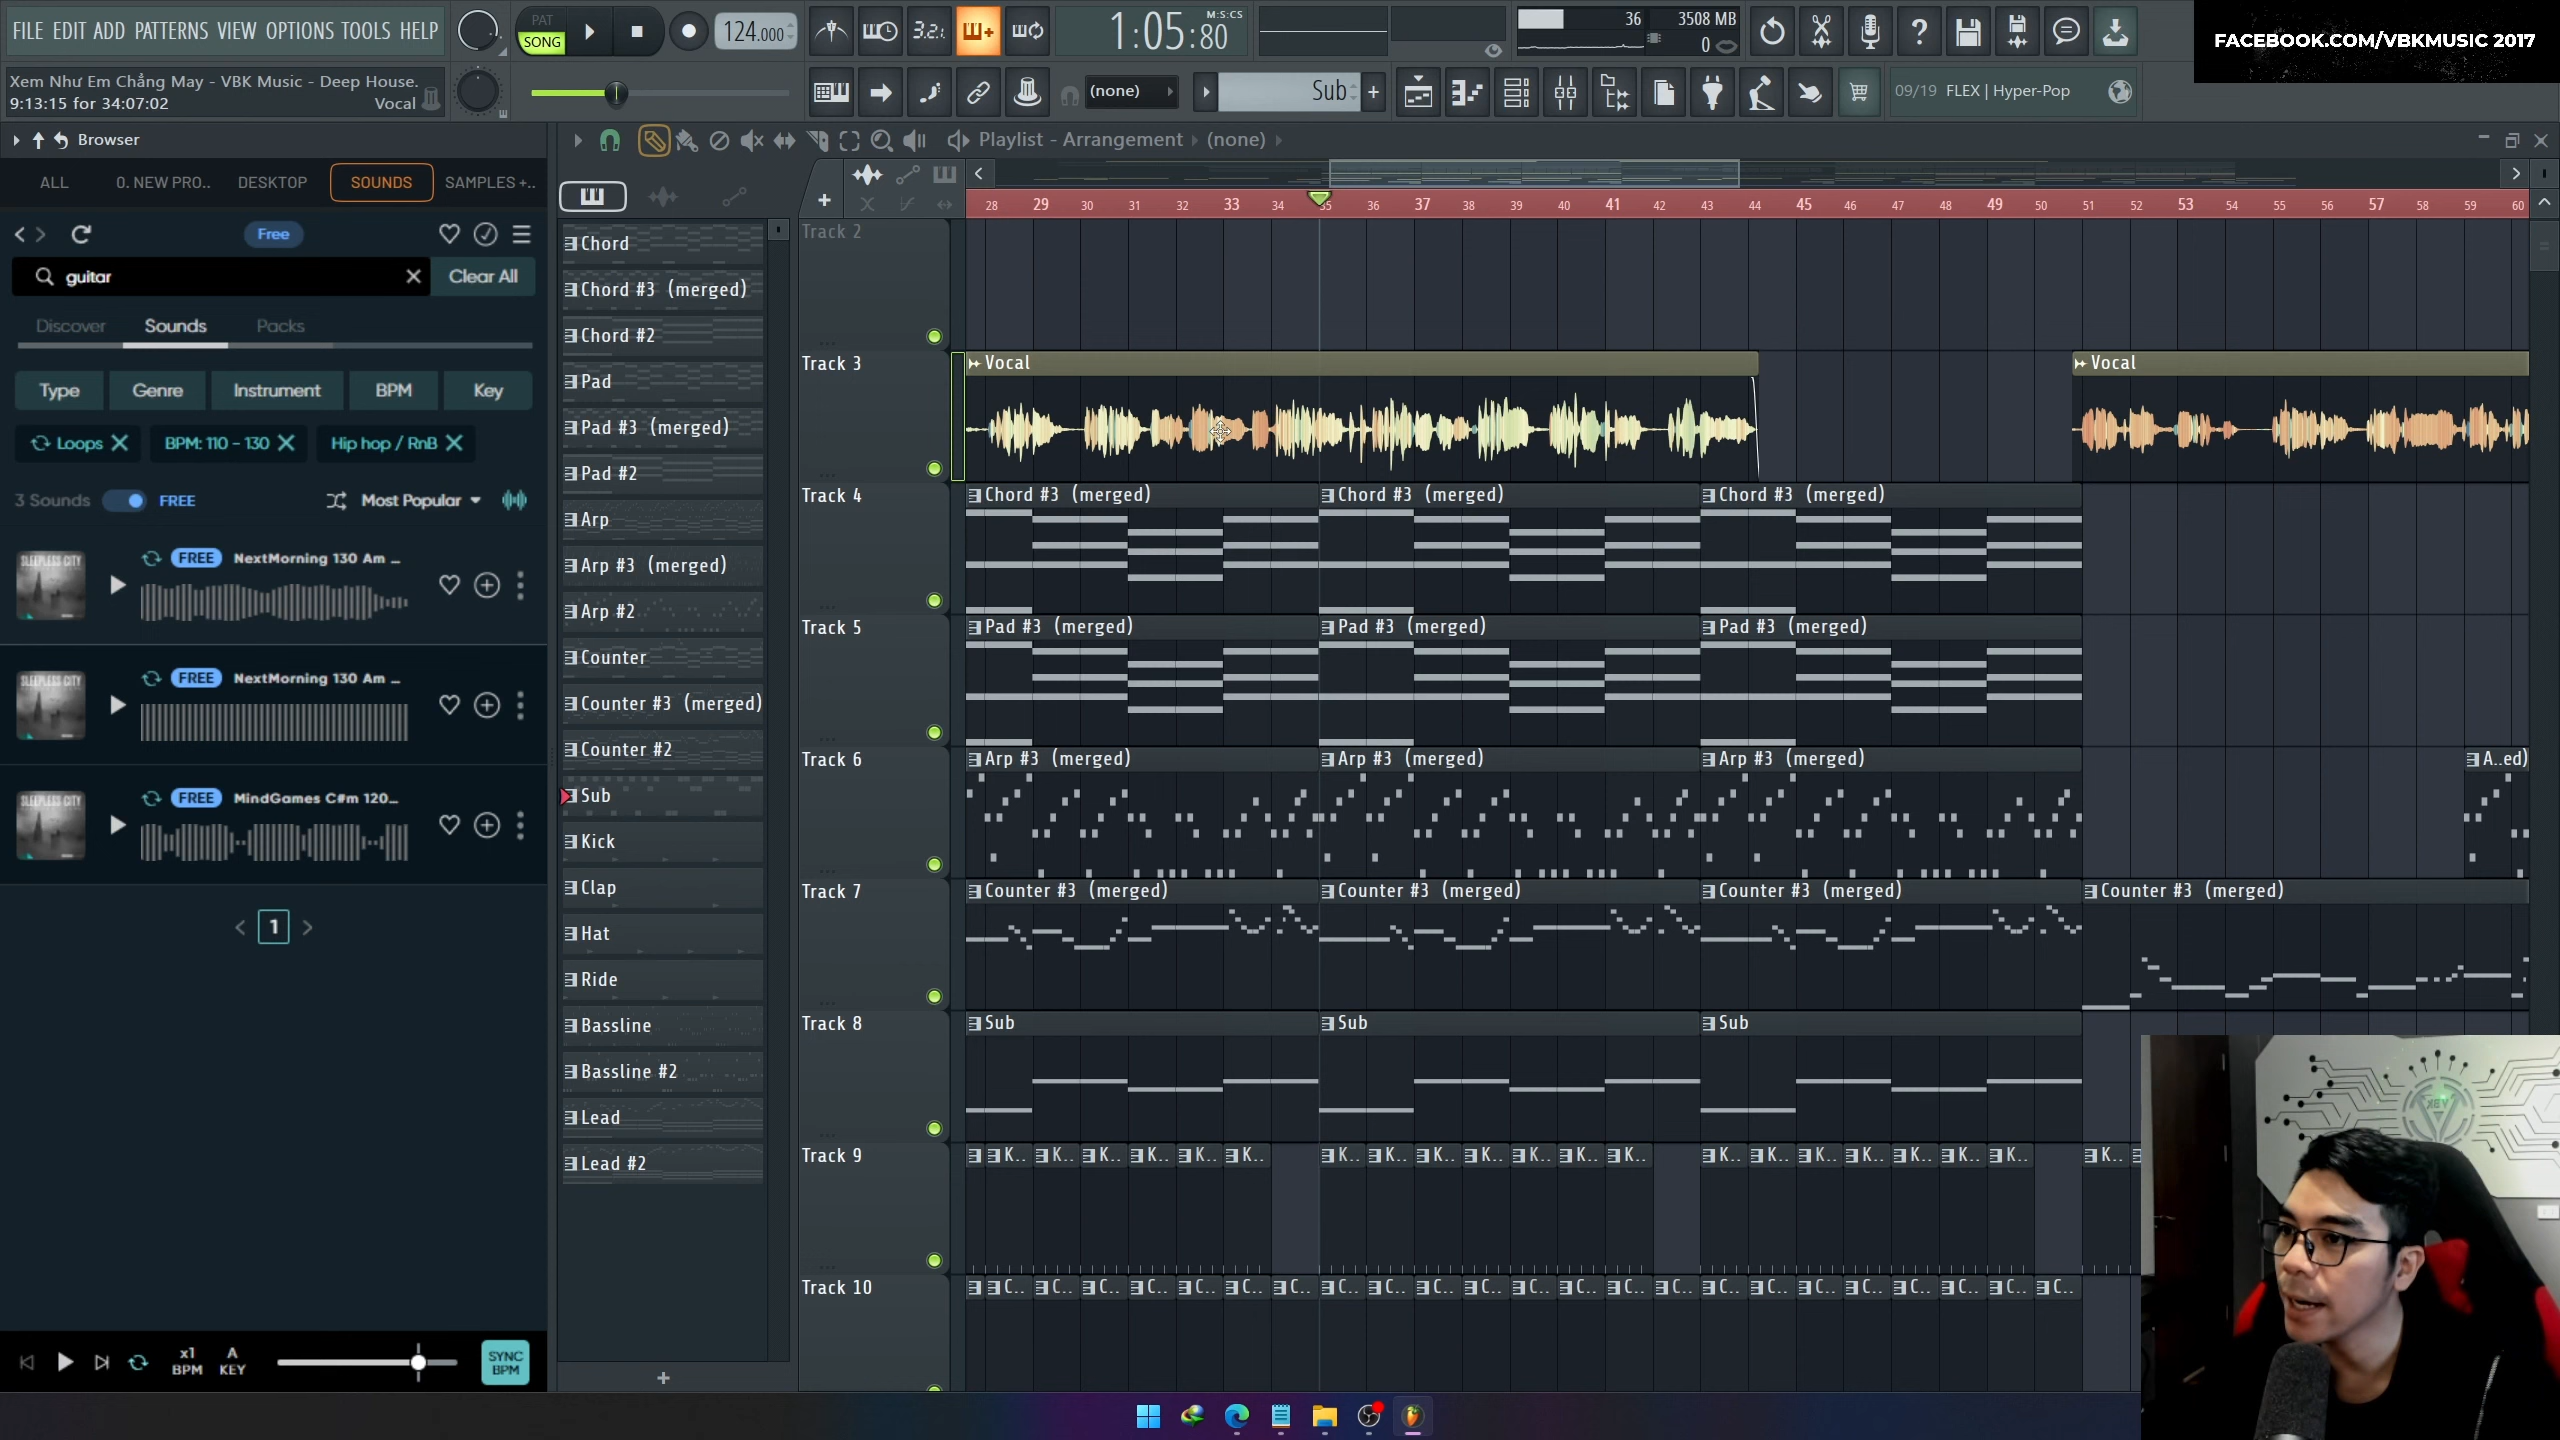 FILE EDIT ADD PATTERNS VIEW OPTIONS TOOLS HELP
PAT
SONG
124.000
3.2.1
1:05:80
M:S:CS
36
3508 MB
0
FACEBOOK.COM/VBKMUSIC 2017
Xem Như Em Chẳng May - VBK Music - Deep House.
9:13:15 for 34:07:02
Vocal
(none)
Sub
09/19 FLEX | Hyper-Pop
Browser
Playlist - Arrangement
(none)
ALL
0. NEW PRO..
DESKTOP
SOUNDS
SAMPLES +..
Free
guitar
Clear All
Discover
Sounds
Packs
Type
Genre
Instrument
BPM
Key
Loops
BPM: 110 - 130
Hip hop / RnB
3 Sounds
FREE
Most Popular
SLEEPLESS CITY
FREE
NextMorning 130 Am ...
SLEEPLESS CITY
FREE
NextMorning 130 Am ...
SLEEPLESS CITY
FREE
MindGames C#m 120...
1
x1
BPM
A
KEY
SYNC
BPM
Chord
Chord #3 (merged)
Chord #2
Pad
Pad #3 (merged)
Pad #2
Arp
Arp #3 (merged)
Arp #2
Counter
Counter #3 (merged)
Counter #2
Sub
Kick
Clap
Hat
Ride
Bassline
Bassline #2
Lead
Lead #2
28 29 30 31 32 33 34 35 36 37 38 39 40 41 42 43 44 45 46 47 48 49 50 51 52 53 54 55 56 57 58 59 60
Track 2
Track 3
Vocal
Vocal
Track 4
Chord #3 (merged)
Chord #3 (merged)
Chord #3 (merged)
Track 5
Pad #3 (merged)
Pad #3 (merged)
Pad #3 (merged)
Track 6
Arp #3 (merged)
Arp #3 (merged)
Arp #3 (merged)
A..ed)
Track 7
Counter #3 (merged)
Counter #3 (merged)
Counter #3 (merged)
Counter #3 (merged)
Track 8
Sub
Sub
Sub
Track 9
K.. K.. K.. K.. K.. K.. K.. K.. K.. K.. K.. K.. K.. K.. K.. K.. K.. K.. K.. K.. K..
Track 10
C.. C.. C.. C.. C.. C.. C.. C.. C.. C.. C.. C.. C.. C.. C.. C.. C.. C.. C.. C.. C.. C..